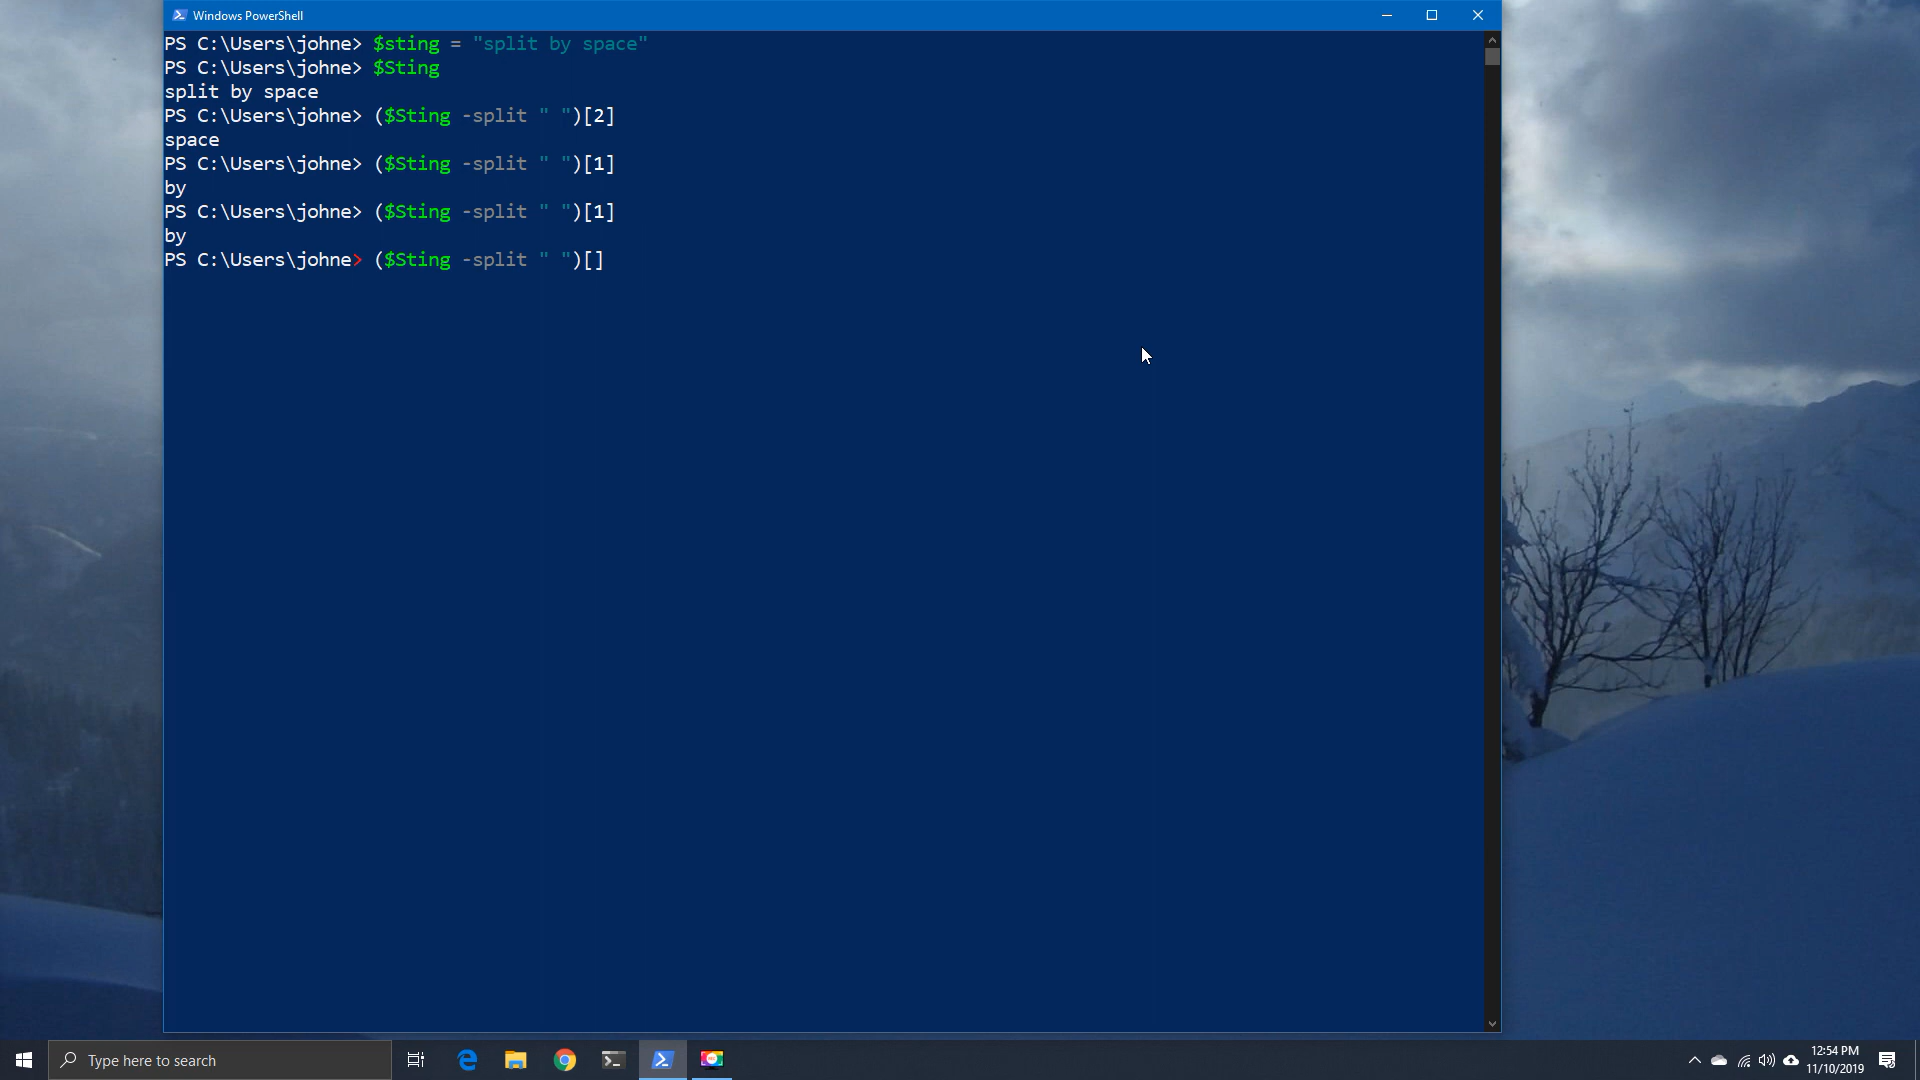 Windows PowerShell
PS C:\Users\johne> $sting = "split by space"
PS C:\Users\johne> $Sting
split by space
PS C:\Users\johne> ($Sting -split " ")[2]
space
PS C:\Users\johne> ($Sting -split " ")[1]
by
PS C:\Users\johne> ($Sting -split " ")[1]
by
PS C:\Users\johne> ($Sting -split " ")[]
Type here to search
12:54 PM
11/10/2019